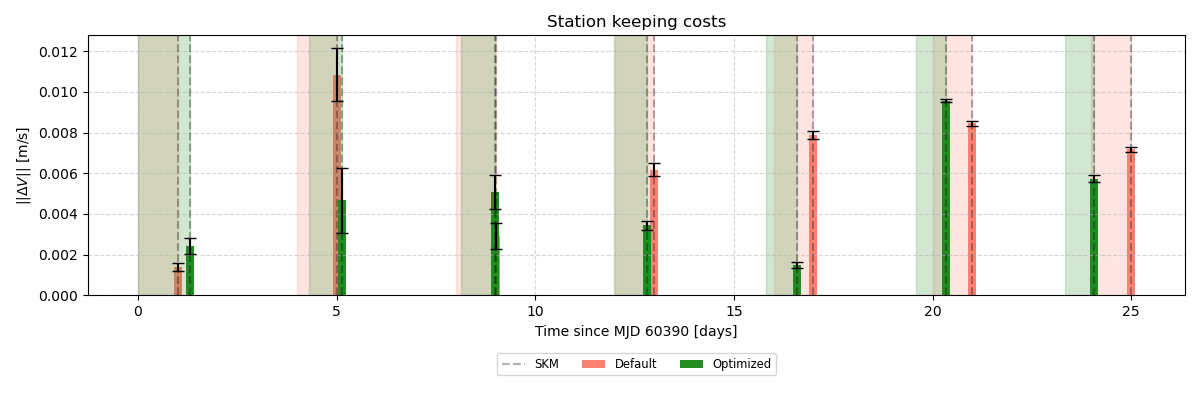 Station keeping costs
||ΔV|| [m/s]
0.012
0.010
0.008
0.006
0.004
0.002
0.000
0 5 10 15 20 25
Time since MJD 60390 [days]
SKM Default Optimized